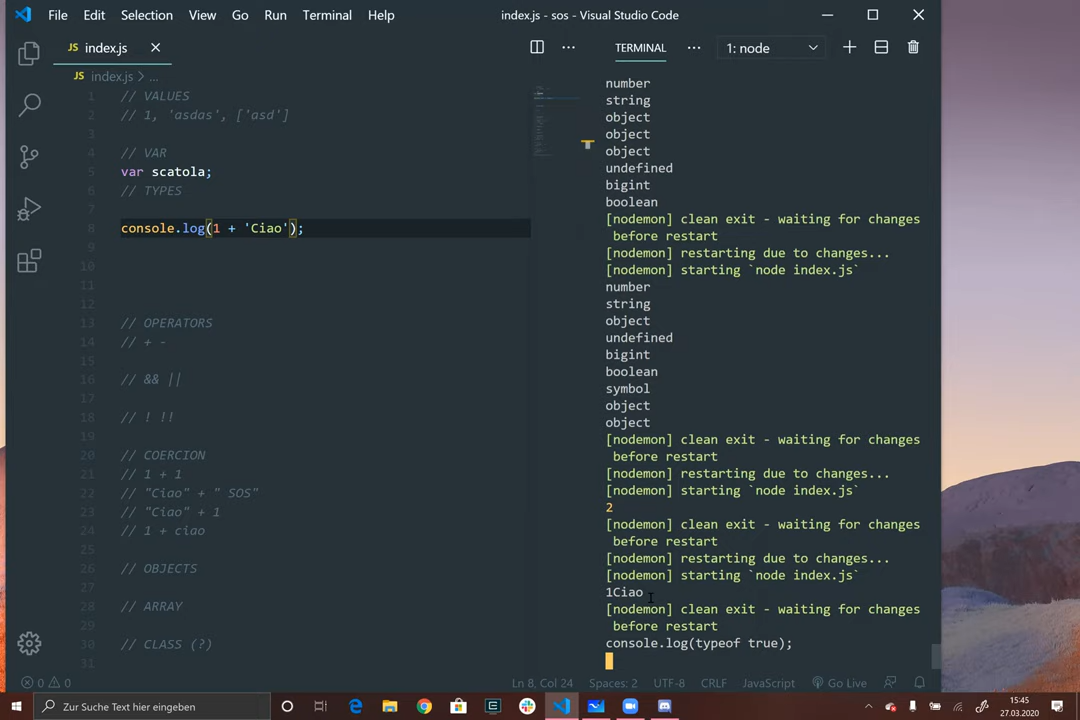 File Edit Selection View Go Run Terminal Help
index.js - sos - Visual Studio Code
JS index.js
TERMINAL
1: node
JS index.js > ...
1 // VALUES
2 // 1, 'asdas', ['asd']
3
4 // VAR
5 var scatola;
6 // TYPES
7
8 console.log(1 + 'Ciao');
9
10
11
12
13 // OPERATORS
14 // + -
15
16 // && ||
17
18 // ! !!
19
20 // COERCION
21 // 1 + 1
22 // "Ciao" + " SOS"
23 // "Ciao" + 1
24 // 1 + ciao
25
26 // OBJECTS
27
28 // ARRAY
29
30 // CLASS (?)
31
number
string
object
object
object
undefined
bigint
boolean
[nodemon] clean exit - waiting for changes
before restart
[nodemon] restarting due to changes...
[nodemon] starting `node index.js`
number
string
object
undefined
bigint
boolean
symbol
object
object
[nodemon] clean exit - waiting for changes
before restart
[nodemon] restarting due to changes...
[nodemon] starting `node index.js`
2
[nodemon] clean exit - waiting for changes
before restart
[nodemon] restarting due to changes...
[nodemon] starting `node index.js`
1Ciao
[nodemon] clean exit - waiting for changes
before restart
console.log(typeof true);
0 0
Ln 8, Col 24 Spaces: 2 UTF-8 CRLF JavaScript Go Live
Zur Suche Text hier eingeben
15:45
27.03.2020